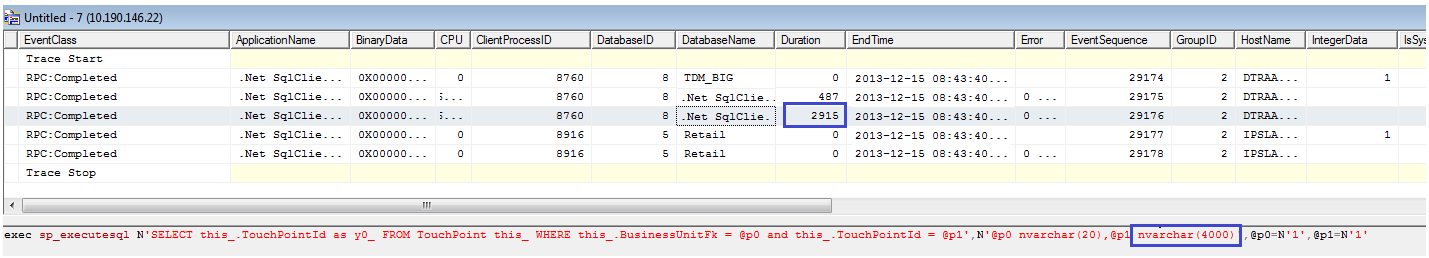 Untitled - 7 (10.190.146.22)
EventClass ApplicationName BinaryData CPU ClientProcessID DatabaseID DatabaseName Duration EndTime Error EventSequence GroupID HostName IntegerData IsSys
Trace Start
RPC:Completed .Net SqlClie... 0X00000... 0 8760 8 TDM_BIG 0 2013-12-15 08:43:40... 29174 2 DTRAA... 1
RPC:Completed .Net SqlClie... 0X00000... ... 8760 8 .Net SqlClie.. 487 2013-12-15 08:43:40... 0 ... 29175 2 DTRAA...
RPC:Completed .Net SqlClie... 0X00000... ... 8760 8 .Net SqlClie. 2915 2013-12-15 08:43:40... 0 ... 29176 2 DTRAA...
RPC:Completed .Net SqlClie... 0X00000... 0 8916 5 Retail 0 2013-12-15 08:43:40... 29177 2 IPSLA... 1
RPC:Completed .Net SqlClie... 0X00000... 0 8916 5 Retail 0 2013-12-15 08:43:40... 0 ... 29178 2 IPSLA...
Trace Stop
exec sp_executesql N'SELECT this_.TouchPointId as y0_ FROM TouchPoint this_ WHERE this_.BusinessUnitFk = @p0 and this_.TouchPointId = @p1',N'@p0 nvarchar(20),@p1 nvarchar(4000)',@p0=N'1',@p1=N'1'